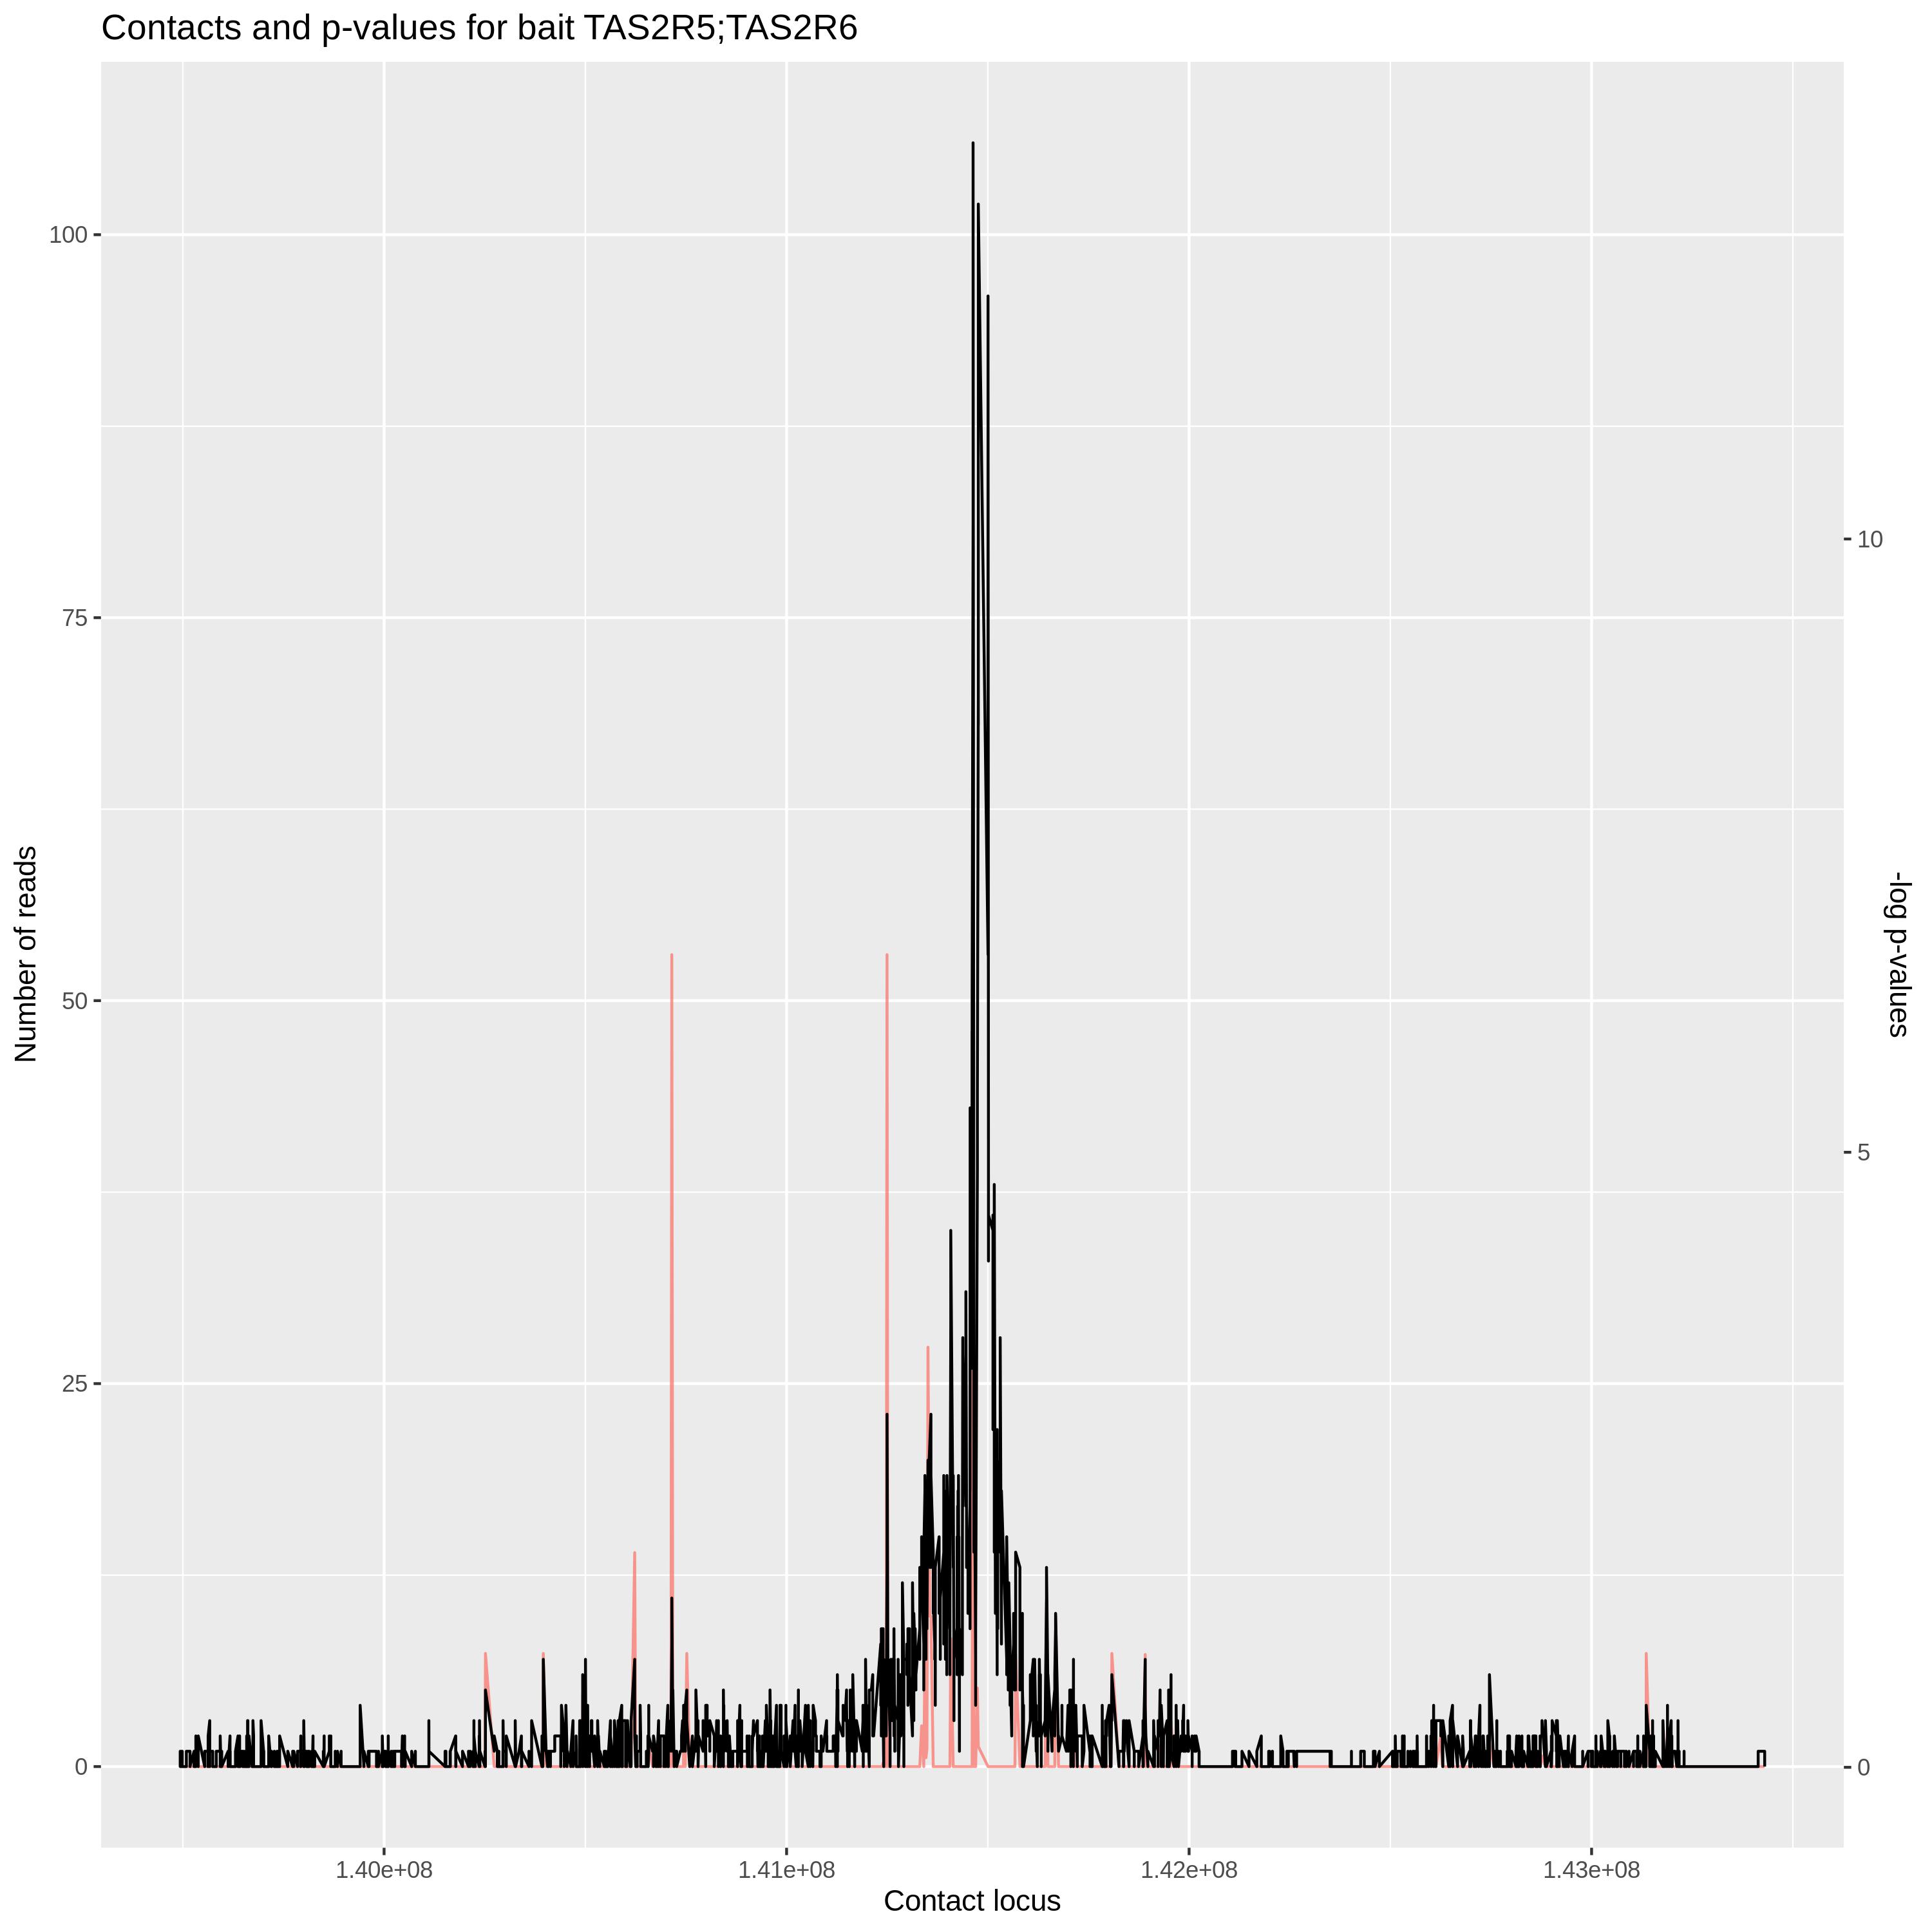 Contacts and p-values for bait TAS2R5;TAS2R6
100
75
50
25
0
Number of reads
10
5
0
-log p-values
1.40e+08
1.41e+08
1.42e+08
1.43e+08
Contact locus